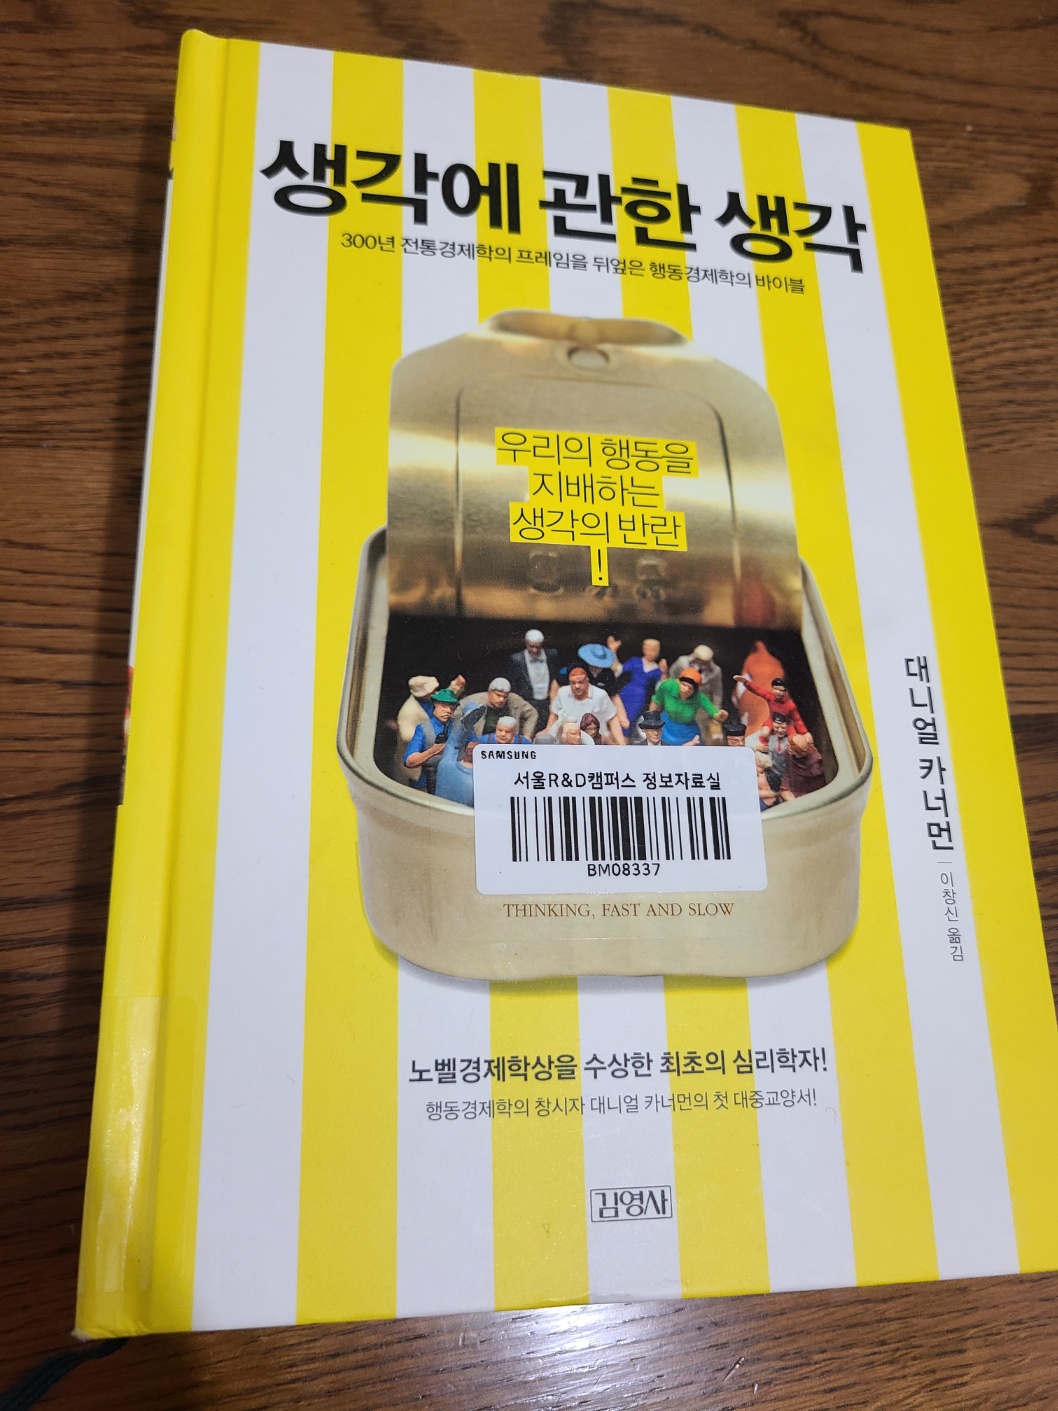 생각에 관한 생각
300년 전통경제학의 프레임을 뒤엎은 행동경제학의 바이블
우리의 행동을
지배하는
생각의 반란
!
대니얼 카너먼
이창신 옮김
SAMSUNG
서울R&D캠퍼스 정보자료실
BM08337
THINKING, FAST AND SLOW
노벨경제학상을 수상한 최초의 심리학자!
행동경제학의 창시자 대니얼 카너먼의 첫 대중교양서!
김영사